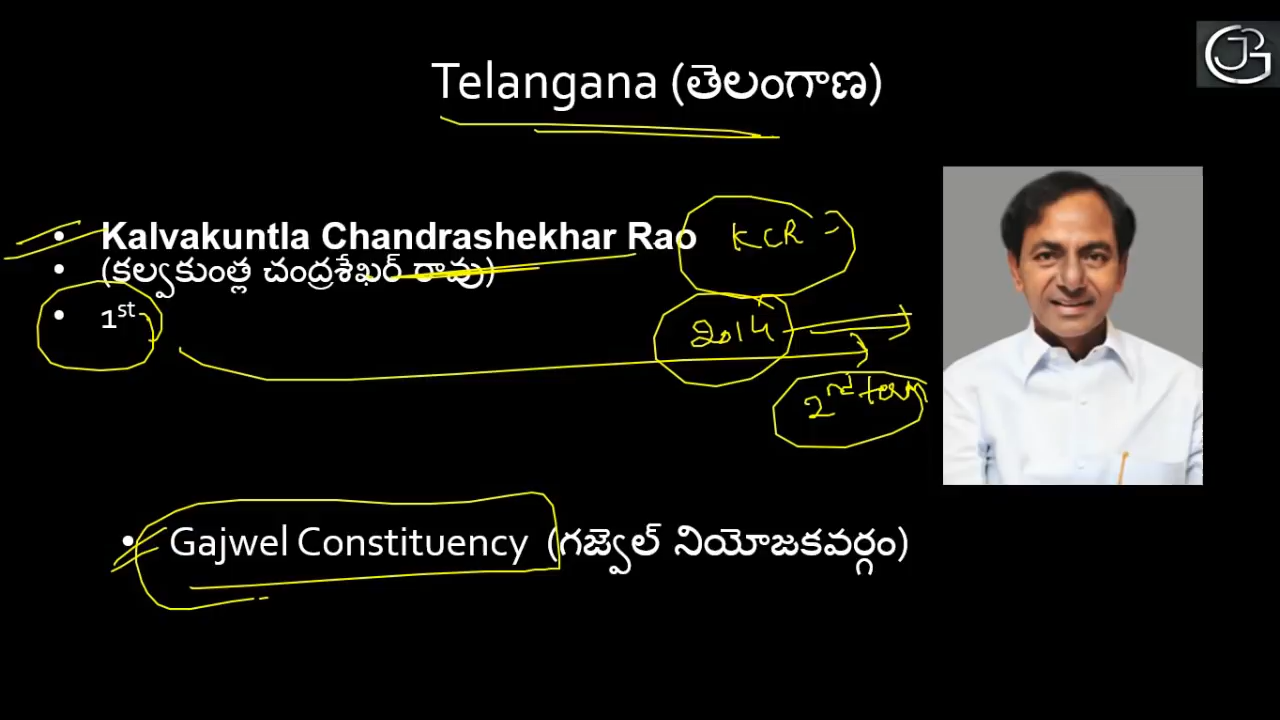 Telangana (తెలంగాణ)
• Kalvakuntla Chandrashekhar Rao KCR
• (కల్వకుంట్ల చంద్రశేఖర్ రావు)
• 1st
2014
2nd term
• Gajwel Constituency (గజ్వెల్ నియోజకవర్గం)